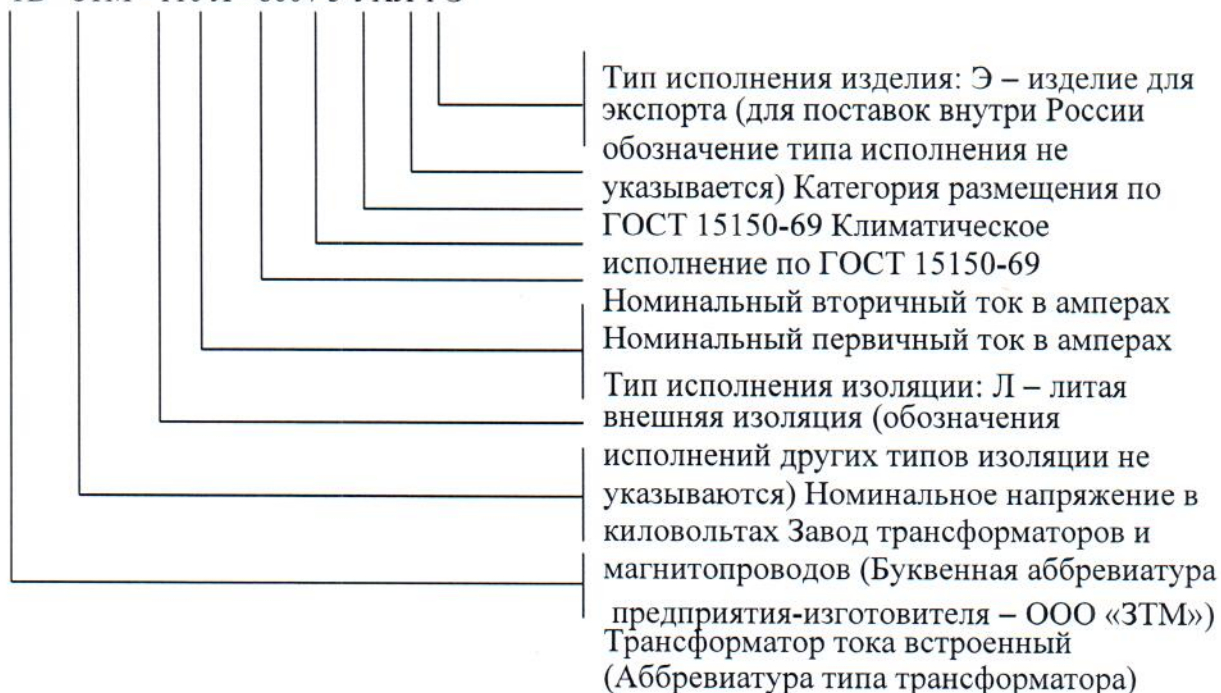 Тип исполнения изделия: Э – изделие для
экспорта (для поставок внутри России
обозначение типа исполнения не
указывается) Категория размещения по
ГОСТ 15150-69 Климатическое
исполнение по ГОСТ 15150-69
Номинальный вторичный ток в амперах
Номинальный первичный ток в амперах
Тип исполнения изоляции: Л – литая
внешняя изоляция (обозначения
исполнений других типов изоляции не
указываются) Номинальное напряжение в
киловольтах Завод трансформаторов и
магнитопроводов (Буквенная аббревиатура
предприятия-изготовителя – ООО «ЗТМ»)
Трансформатор тока встроенный
(Аббревиатура типа трансформатора)